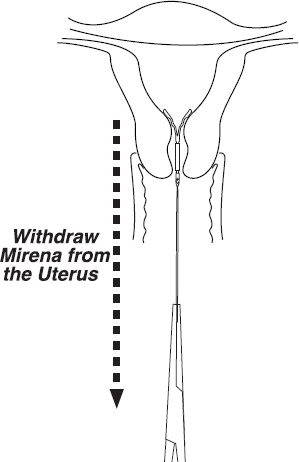 Withdraw
Mirena from
the Uterus